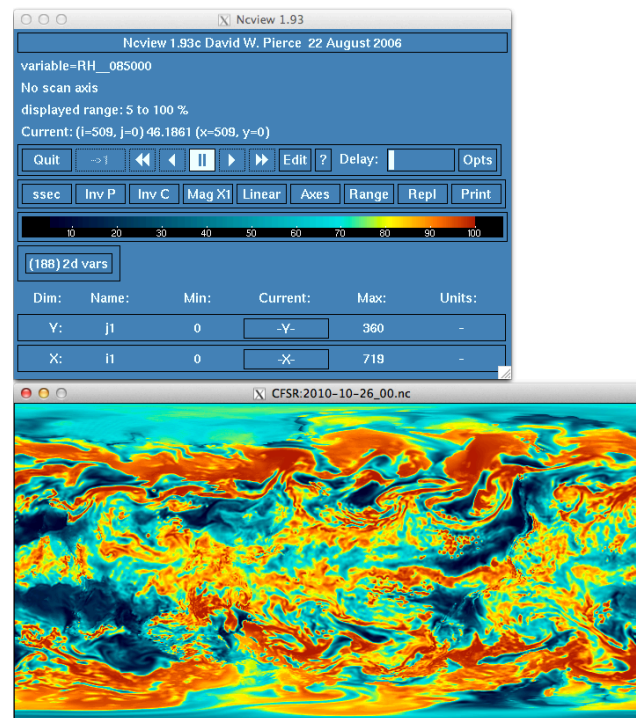 Ncview 1.93
Ncview 1.93c David W. Pierce 22 August 2006
variable=RH__085000
No scan axis
displayed range: 5 to 100 %
Current: (i=509, j=0) 46.1861 (x=509, y=0)
Quit ->1 Edit ? Delay: Opts
ssec Inv P Inv C Mag X1 Linear Axes Range Repl Print
10 20 30 40 50 60 70 80 90 100
(188) 2d vars
Dim: Name: Min: Current: Max: Units:
Y: j1 0 -Y- 360 -
X: i1 0 -X- 719 -
CFSR:2010-10-26_00.nc